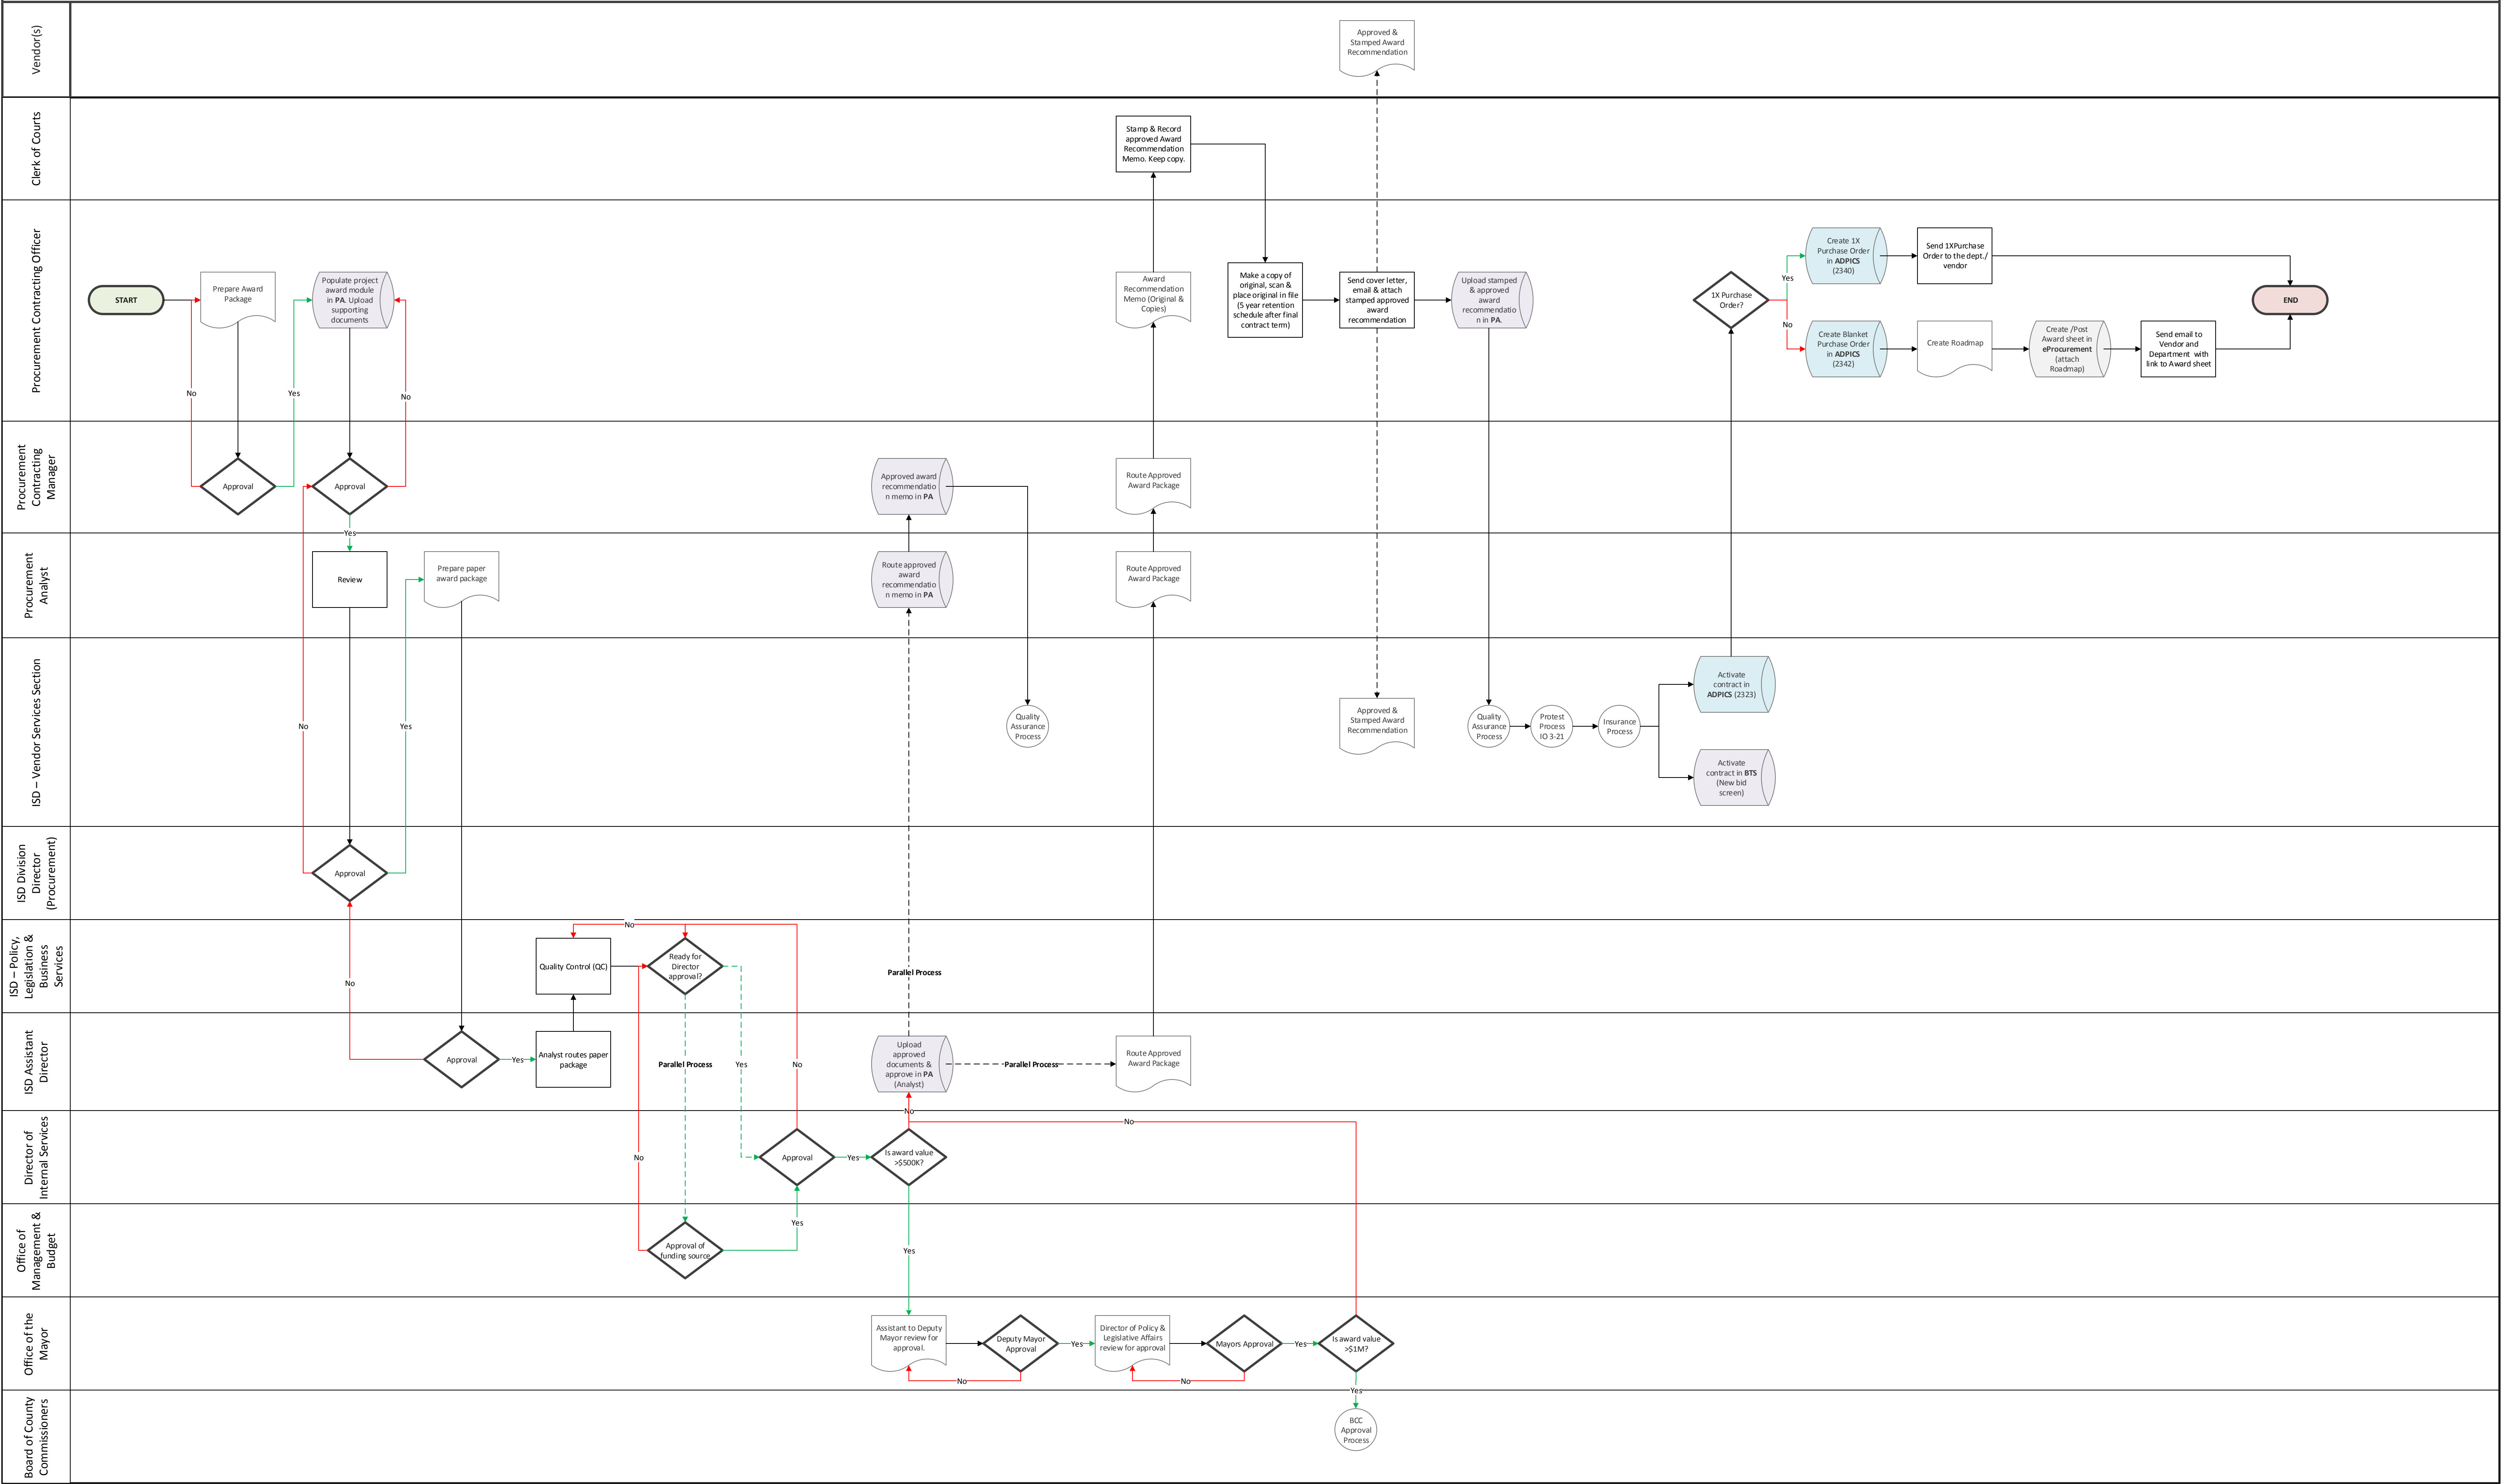 Vendor(s)
Approved &
Stamped Award
Recommendation
Clerk of Courts
Stamp & Record
approved Award
Recommendation
Memo. Keep copy.
Procurement Contracting Officer
START
Prepare Award
Package
Populate project
award module
in PA. Upload
supporting
documents
No
Yes
No
Award
Recommendation
Memo (Original &
Copies)
Make a copy of
original, scan &
place original in file
(5 year retention
schedule after final
contract term)
Send cover letter,
email & attach
stamped approved
award
recommendation
Upload stamped
& approved
award
recommendatio
n in PA.
1X Purchase
Order?
Yes
No
Create 1X
Purchase Order
in ADPICS
(2340)
Send 1XPurchase
Order to the dept./
vendor
Create Blanket
Purchase Order
in ADPICS
(2342)
Create Roadmap
Create /Post
Award sheet in
eProcurement
(attach
Roadmap)
Send email to
Vendor and
Department with
link to Award sheet
END
Procurement
Contracting
Manager
Approval
Approval
Yes
Approved award
recommendatio
n memo in PA
Route Approved
Award Package
Procurement
Analyst
Review
Prepare paper
award package
Route approved
award
recommendatio
n memo in PA
Route Approved
Award Package
ISD – Vendor Services Section
No
Yes
Quality
Assurance
Process
Approved &
Stamped Award
Recommendation
Quality
Assurance
Process
Protest
Process
IO 3-21
Insurance
Process
Activate
contract in
ADPICS (2323)
Activate
contract in BTS
(New bid
screen)
ISD Division
Director
(Procurement)
Approval
ISD – Policy,
Legislation &
Business
Services
No
Quality Control (QC)
No
Ready for
Director
approval?
Parallel Process
ISD Assistant
Director
Approval
Yes
Analyst routes paper
package
Parallel Process
Yes
No
Upload
approved
documents &
approve in PA
(Analyst)
Parallel Process
Route Approved
Award Package
Director of
Internal Services
No
Approval
Yes
No
Is award value
>$500K?
No
Office of
Management &
Budget
Approval of
funding source
Yes
Yes
Office of the
Mayor
Assistant to Deputy
Mayor review for
approval.
Deputy Mayor
Approval
No
Yes
Director of Policy &
Legislative Affairs
review for approval
Mayors Approval
No
Yes
Is award value
>$1M?
Yes
Board of County
Commissioners
BCC
Approval
Process